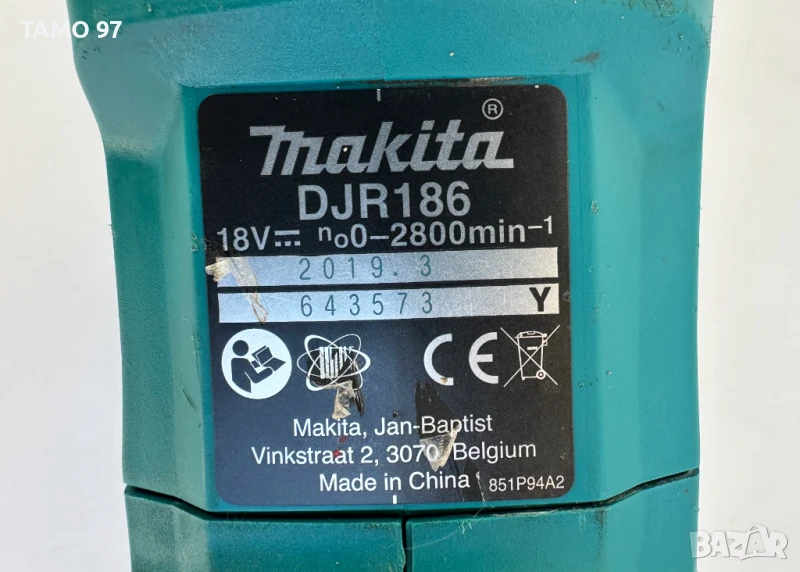 TAMO 97
makita®
DJR186
18V⎓ no0–2800min-1
2019.3
643573 Y
CE
Makita, Jan-Baptist
Vinkstraat 2, 3070 Belgium
Made in China 851P94A2
BAZAR